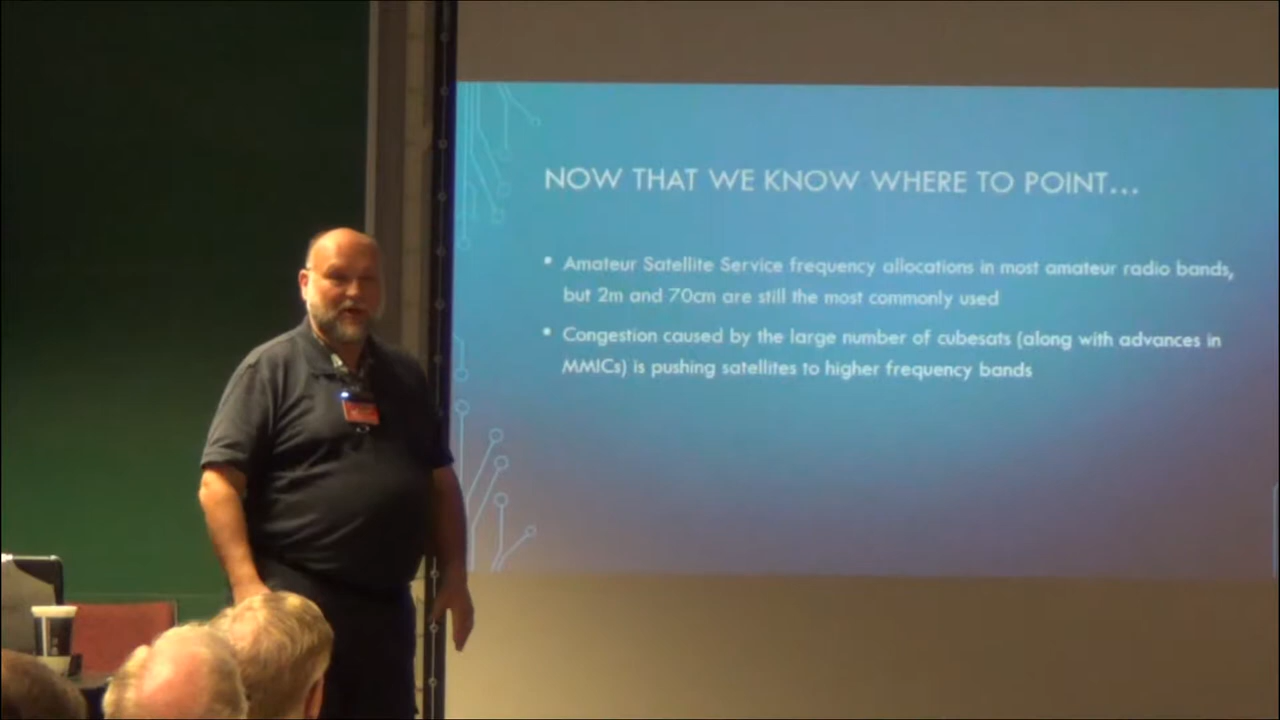 NOW THAT WE KNOW WHERE TO POINT...
• Amateur Satellite Service frequency allocations in most amateur radio bands,
but 2m and 70cm are still the most commonly used
• Congestion caused by the large number of cubesats (along with advances in
MMICs) is pushing satellites to higher frequency bands